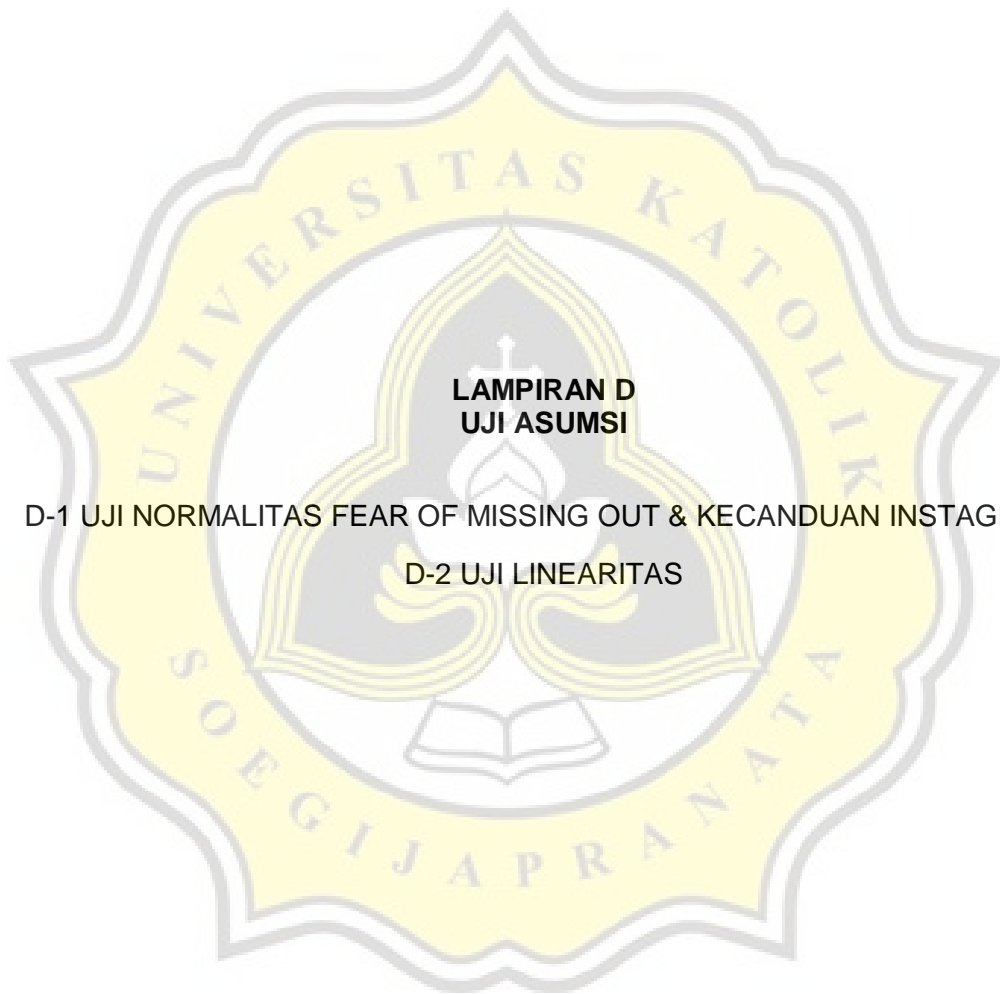 UNIVERSITAS KATOLIK
LAMPIRAN D
UJI ASUMSI
D-1 UJI NORMALITAS FEAR OF MISSING OUT & KECANDUAN INSTAG
D-2 UJI LINEARITAS
SOEGIJAPRANATA